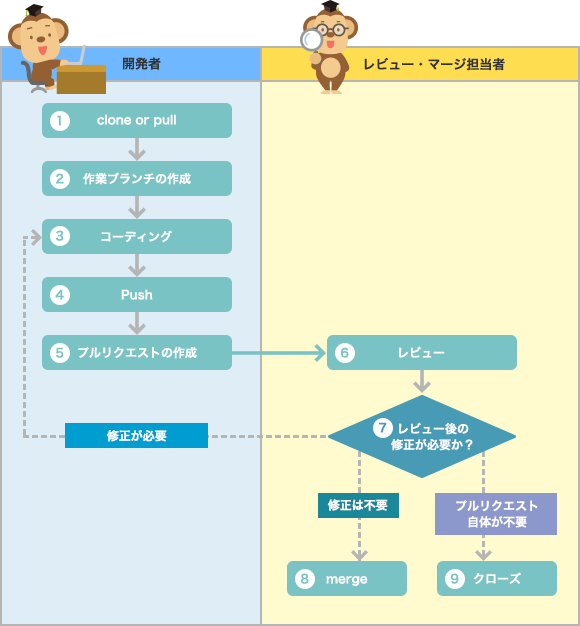 開発者
レビュー・マージ担当者
1 clone or pull
2 作業ブランチの作成
3 コーディング
4 Push
5 プルリクエストの作成
6 レビュー
7 レビュー後の
修正が必要か？
修正が必要
修正は不要
プルリクエスト
自体が不要
8 merge
9 クローズ